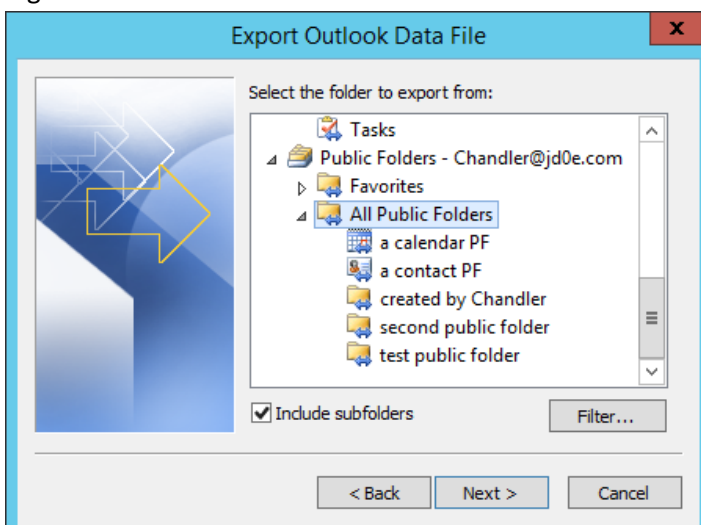 Export Outlook Data File
x
Select the folder to export from:
Tasks
Public Folders - Chandler@jd0e.com
Favorites
All Public Folders
a calendar PF
a contact PF
created by Chandler
second public folder
test public folder
Include subfolders
Filter...
< Back
Next >
Cancel